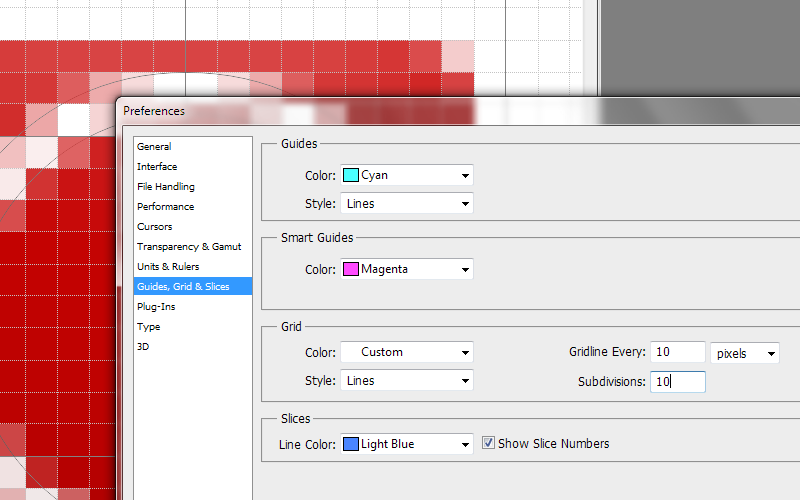 Preferences
General
Interface
File Handling
Performance
Cursors
Transparency & Gamut
Units & Rulers
Guides, Grid & Slices
Plug-Ins
Type
3D
Guides
Color: Cyan
Style: Lines
Smart Guides
Color: Magenta
Grid
Color: Custom Gridline Every: 10 pixels
Style: Lines Subdivisions: 10
Slices
Line Color: Light Blue Show Slice Numbers